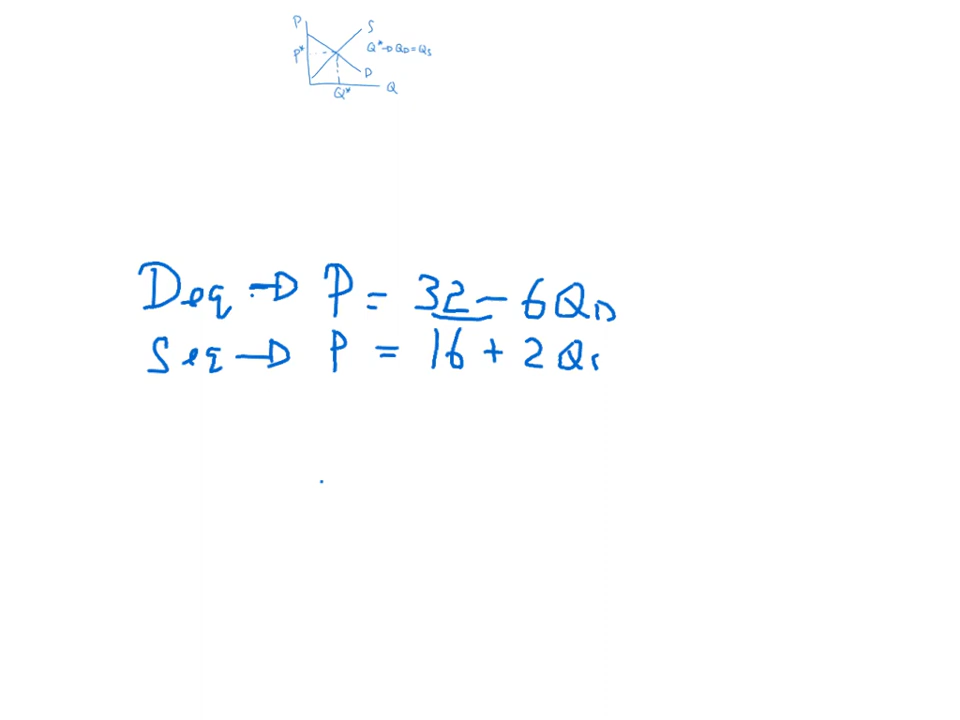 P
S
P* Q* → QD = QS
D
Q
Q*
Deq → P = 32 - 6QD
Seq → P = 16 + 2QS